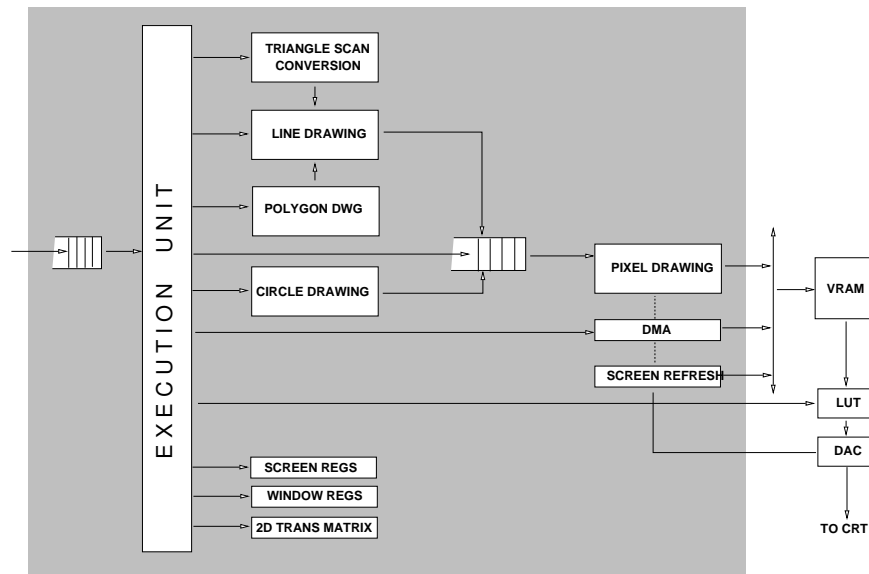 TRIANGLE SCAN
CONVERSION
LINE DRAWING
POLYGON DWG
CIRCLE DRAWING
EXECUTION UNIT
PIXEL DRAWING
DMA
SCREEN REFRESH
VRAM
LUT
DAC
TO CRT
SCREEN REGS
WINDOW REGS
2D TRANS MATRIX